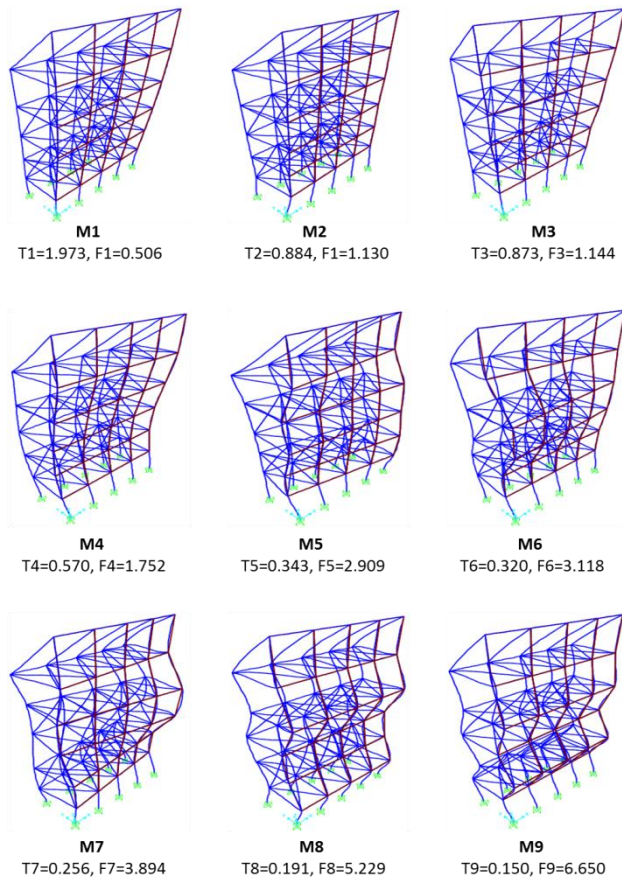 M1
T1=1.973, F1=0.506
M2
T2=0.884, F1=1.130
M3
T3=0.873, F3=1.144
M4
T4=0.570, F4=1.752
M5
T5=0.343, F5=2.909
M6
T6=0.320, F6=3.118
M7
T7=0.256, F7=3.894
M8
T8=0.191, F8=5.229
M9
T9=0.150, F9=6.650